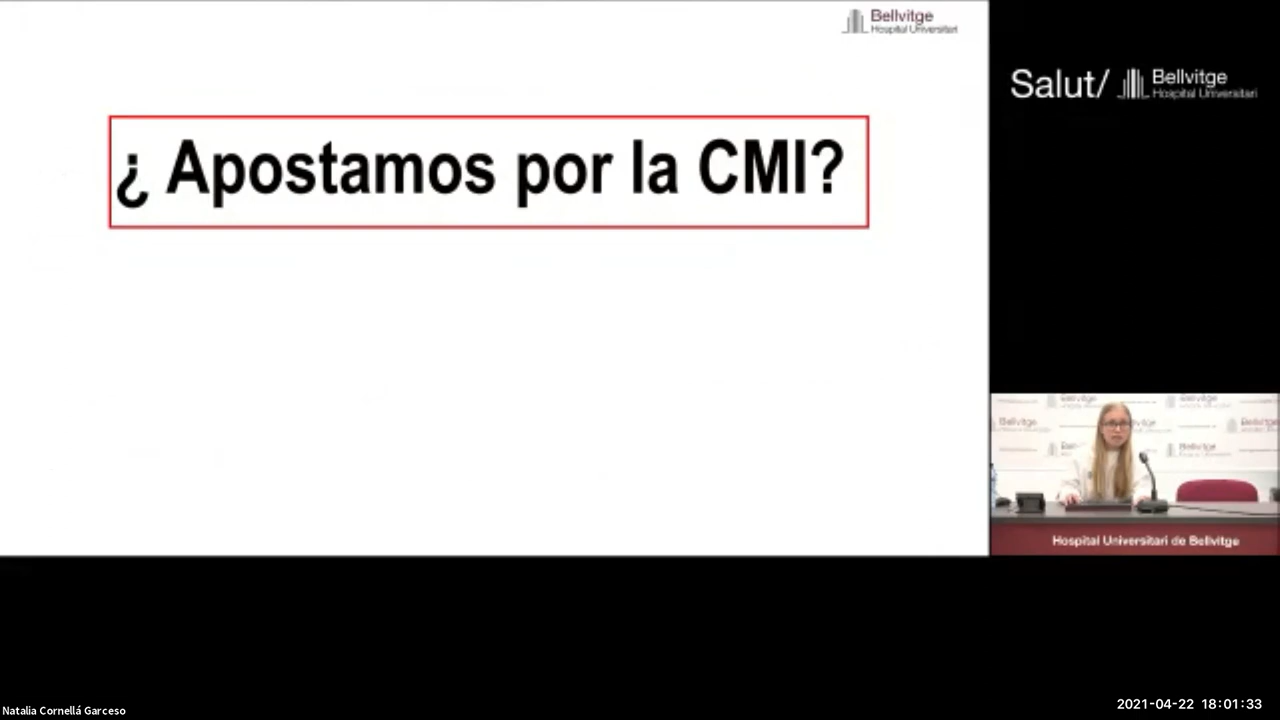 Bellvitge
Hospital Universitari
¿ Apostamos por la CMI?
Salut/ Bellvitge
Hospital Universitari
Hospital Universitari de Bellvitge
Natalia Cornellá Garceso
2021-04-22 18:01:33